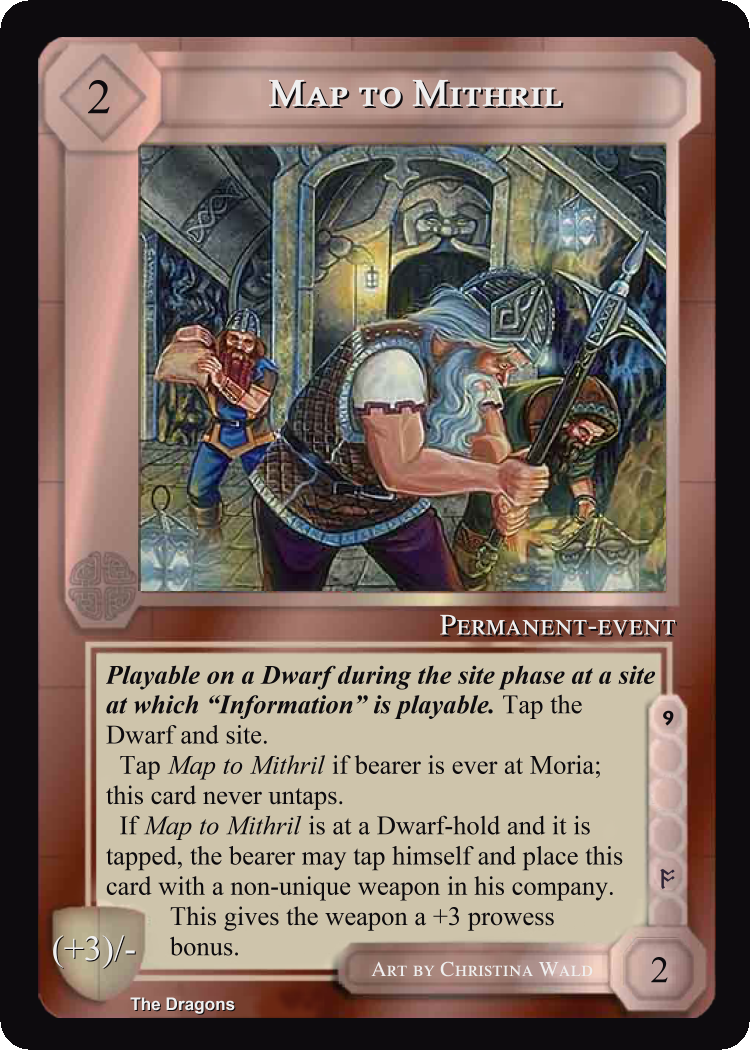 2
Map to Mithril
Permanent-event
Playable on a Dwarf during the site phase at a site
at which “Information” is playable. Tap the
Dwarf and site.
Tap Map to Mithril if bearer is ever at Moria;
this card never untaps.
If Map to Mithril is at a Dwarf-hold and it is
tapped, the bearer may tap himself and place this
card with a non-unique weapon in his company.
This gives the weapon a +3 prowess
bonus.
9
ᚩ
(+3)/-
Art by Christina Wald
2
The Dragons